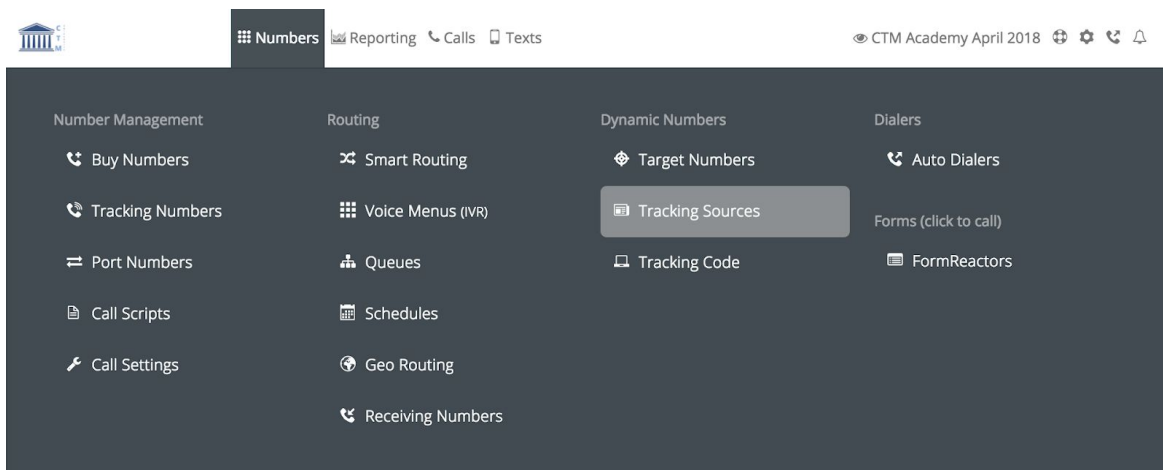 C
T
M
Numbers Reporting Calls Texts CTM Academy April 2018
Number Management
Buy Numbers
Tracking Numbers
Port Numbers
Call Scripts
Call Settings
Routing
Smart Routing
Voice Menus (IVR)
Queues
Schedules
Geo Routing
Receiving Numbers
Dynamic Numbers
Target Numbers
Tracking Sources
Tracking Code
Dialers
Auto Dialers
Forms (click to call)
FormReactors